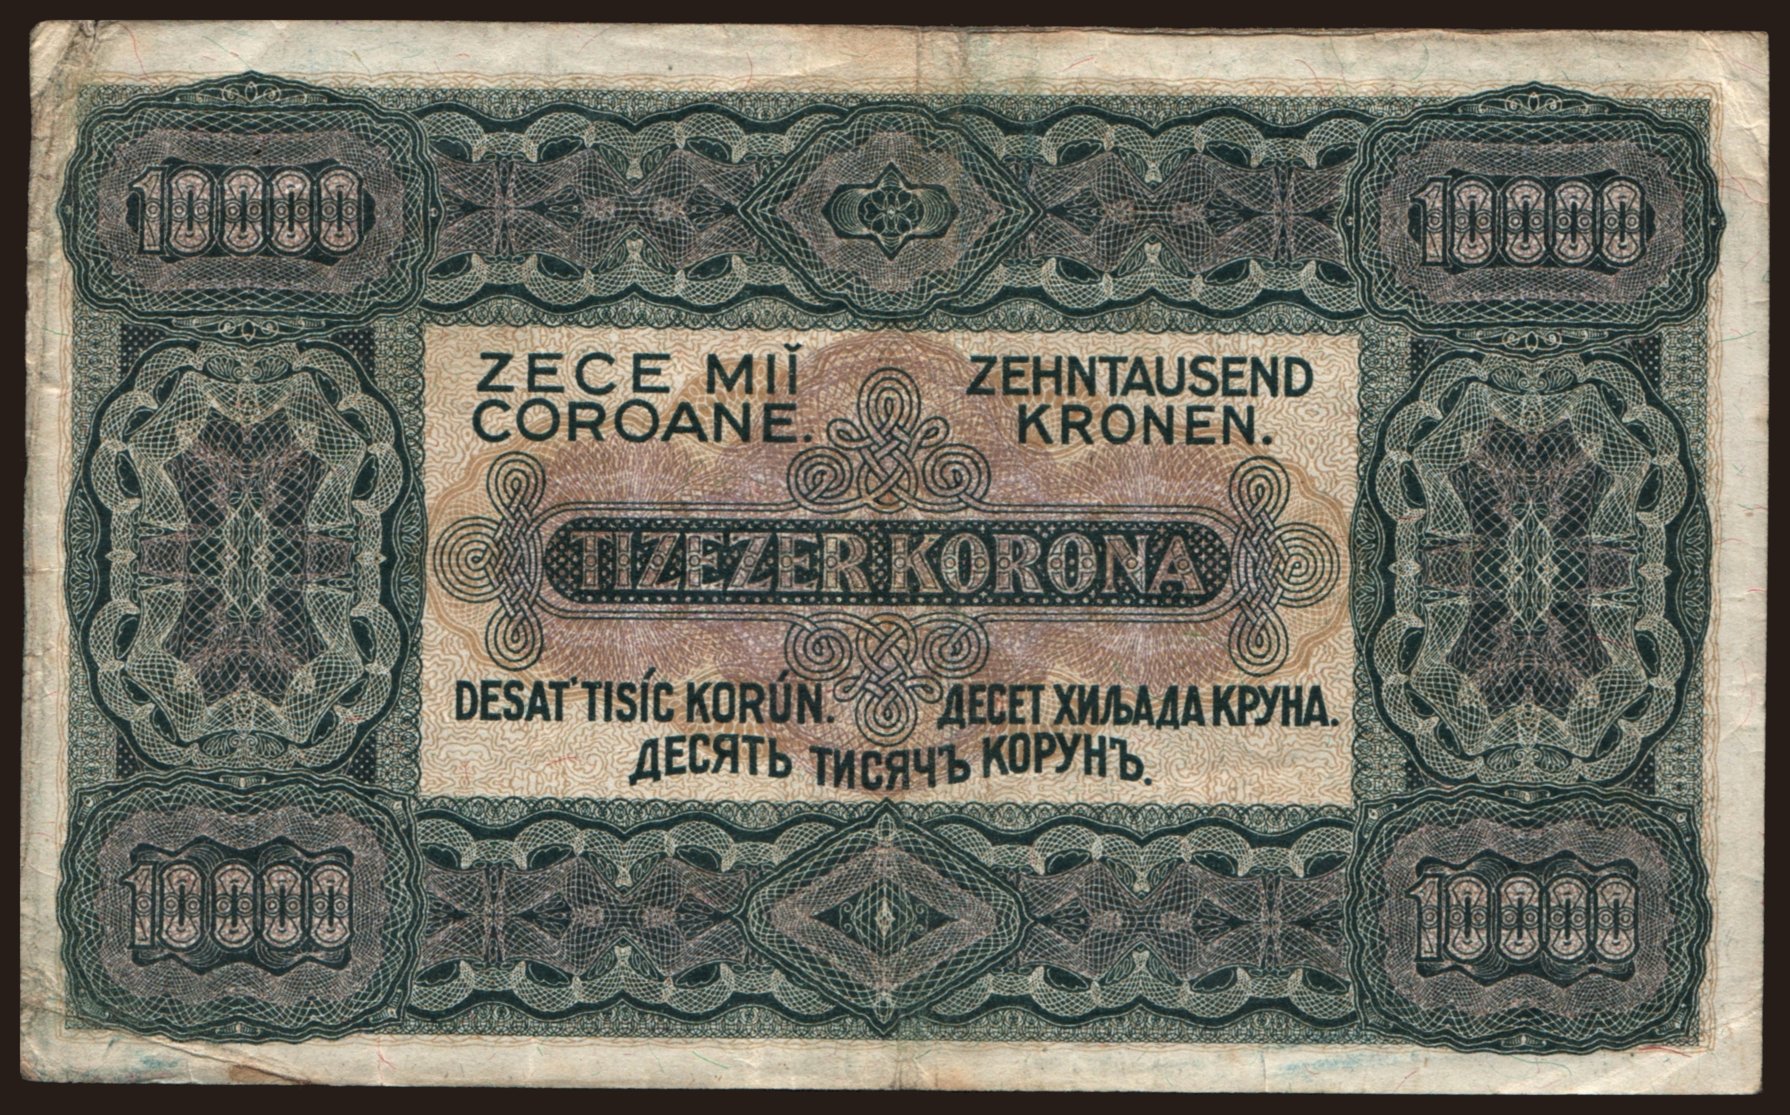 10000
10000
ZECE MIĬ
COROANE.
ZEHNTAUSEND
KRONEN.
TIZEZER KORONA
DESAŤ TISÍC KORÚN.
ДЕСЕТ ХИЉАДА КРУНА.
ДЕСЯТЬ ТИСЯЧЪ КОРУНЪ.
10000
10000